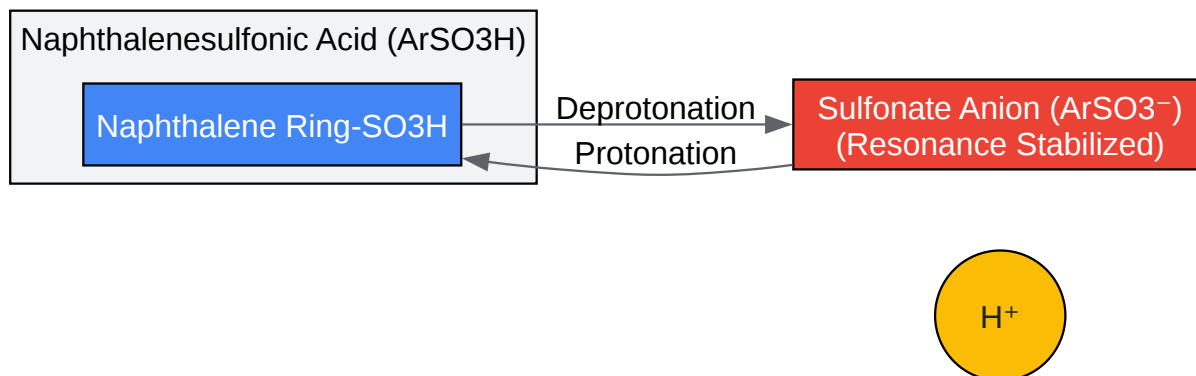 Naphthalenesulfonic Acid (ArSO3H)
Naphthalene Ring-SO3H
Deprotonation
Protonation
Sulfonate Anion (ArSO3⁻)
(Resonance Stabilized)
H⁺